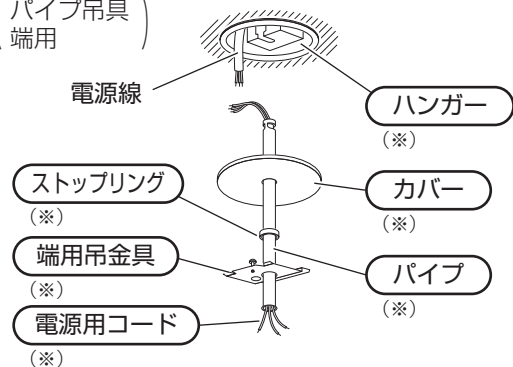 パイプ吊具
端用
電源線
ハンガー
(※)
ストップリング
(※)
カバー
(※)
端用吊金具
(※)
パイプ
(※)
電源用コード
(※)